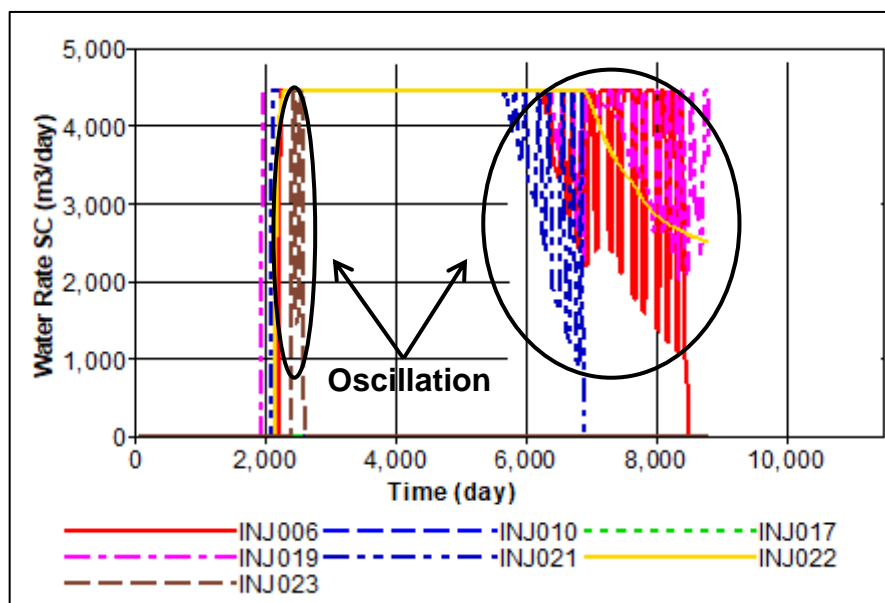 5,000
4,000
3,000
2,000
1,000
0
Water Rate SC (m3/day)
Oscillation
0 2,000 4,000 6,000 8,000 10,000
Time (day)
INJ006 INJ010 INJ017
INJ019 INJ021 INJ022
INJ023